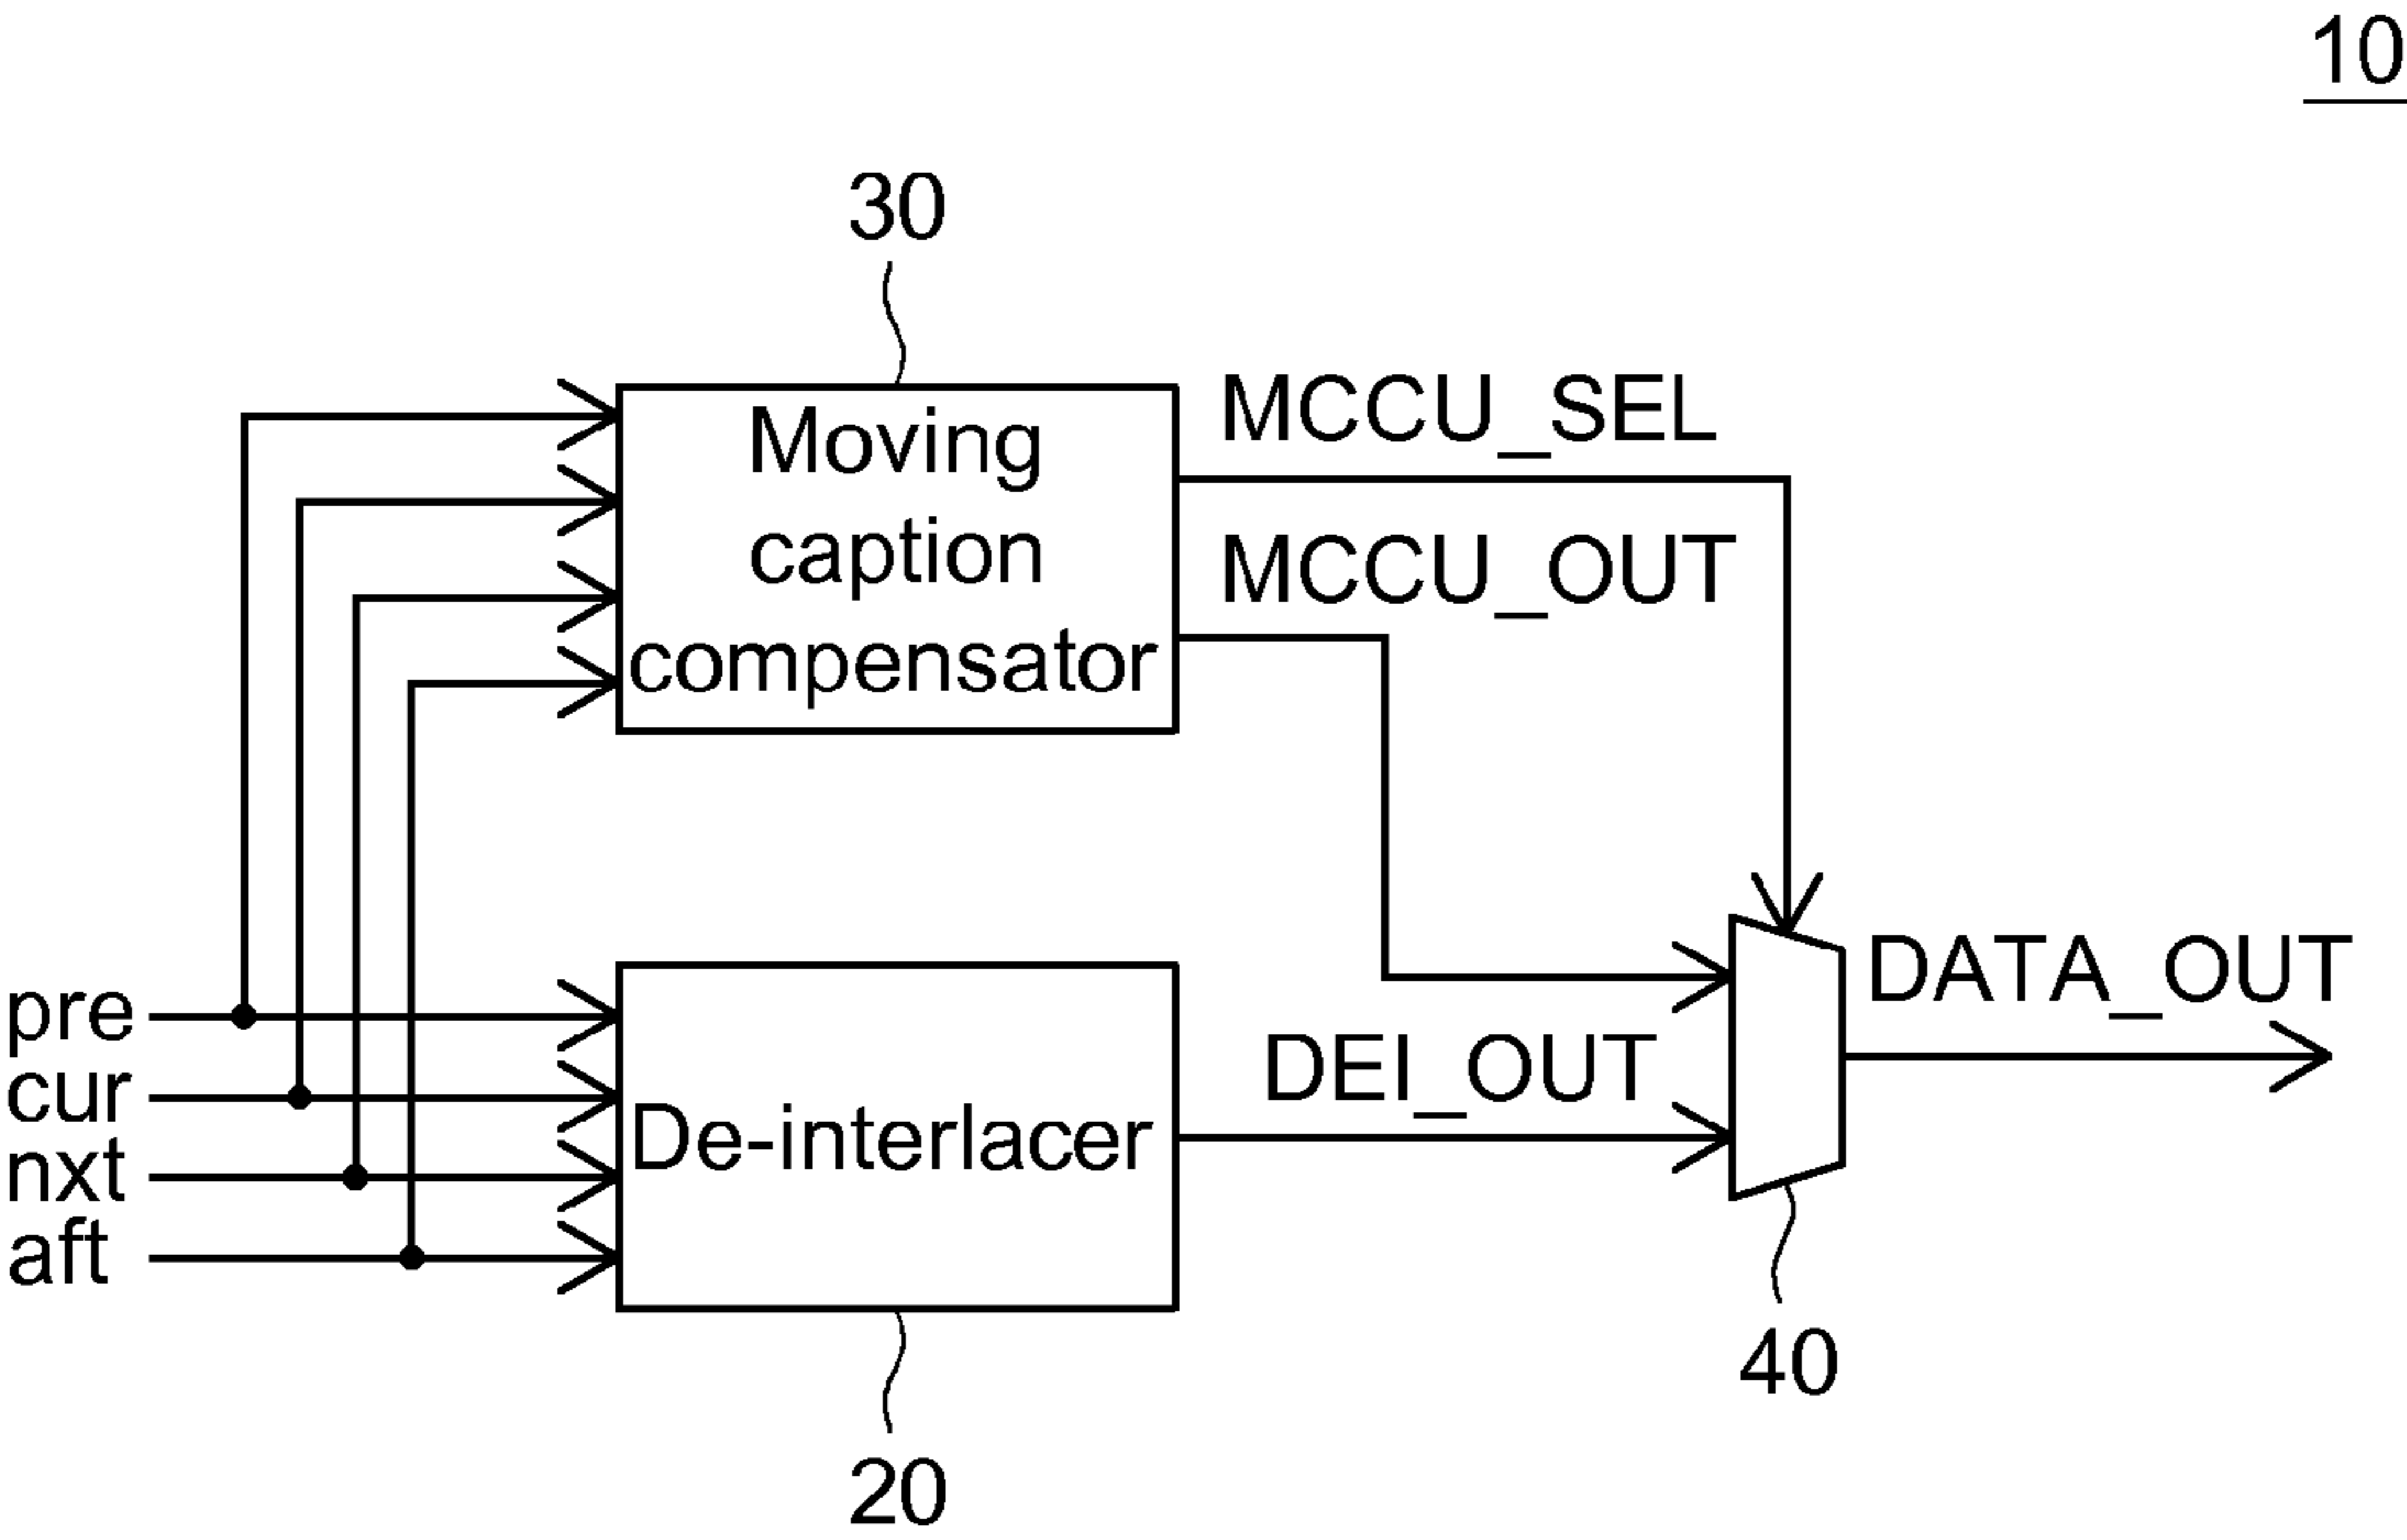 10
30
Moving
caption
compensator
MCCU_SEL
MCCU_OUT
pre
cur
nxt
aft
De-interlacer
DEI_OUT
DATA_OUT
40
20